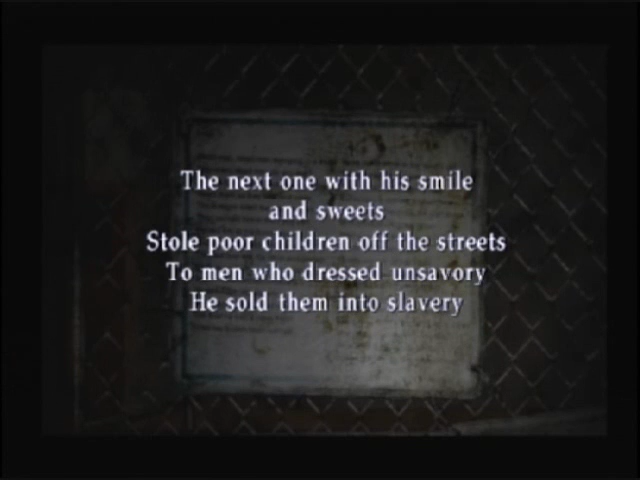 The next one with his smile
and sweets
Stole poor children off the streets
To men who dressed unsavory
He sold them into slavery